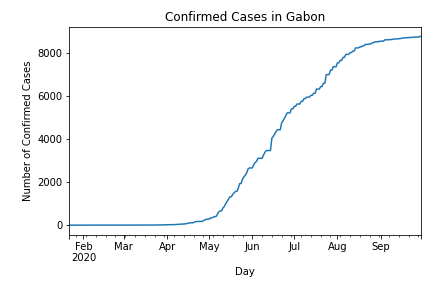 Confirmed Cases in Gabon
Number of Confirmed Cases
8000
6000
4000
2000
0
Feb Mar Apr May Jun Jul Aug Sep
2020
Day